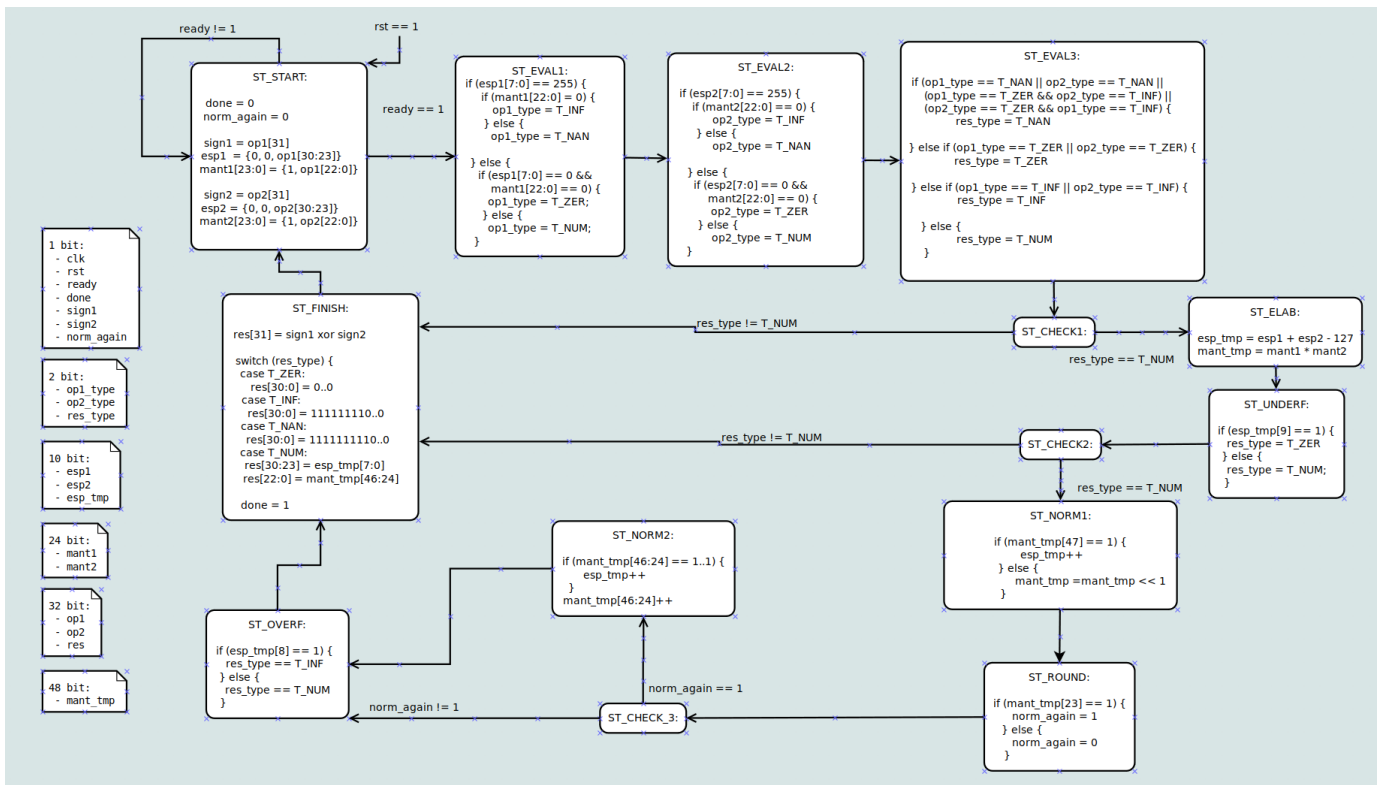 ready != 1
rst == 1
ST_START:
done = 0
norm_again = 0
sign1 = op1[31]
esp1 = {0, 0, op1[30:23]}
mant1[23:0] = {1, op1[22:0]}
sign2 = op2[31]
esp2 = {0, 0, op2[30:23]}
mant2[23:0] = {1, op2[22:0]}
ready == 1
ST_EVAL1:
if (esp1[7:0] == 255) {
if (mant1[22:0] = 0) {
op1_type = T_INF
} else {
op1_type = T_NAN
} else {
if (esp1[7:0] == 0 &&
mant1[22:0] == 0) {
op1_type = T_ZER;
} else {
op1_type = T_NUM;
}
ST_EVAL2:
if (esp2[7:0] == 255) {
if (mant2[22:0] == 0) {
op2_type = T_INF
} else {
op2_type = T_NAN
} else {
if (esp2[7:0] == 0 &&
mant2[22:0] == 0) {
op2_type = T_ZER
} else {
op2_type = T_NUM
}
ST_EVAL3:
if (op1_type == T_NAN || op2_type == T_NAN ||
(op1_type == T_ZER && op2_type == T_INF) ||
(op2_type == T_ZER && op1_type == T_INF) {
res_type = T_NAN
} else if (op1_type == T_ZER || op2_type == T_ZER) {
res_type = T_ZER
} else if (op1_type == T_INF || op2_type == T_INF) {
res_type = T_INF
} else {
res_type = T_NUM
}
1 bit:
- clk
- rst
- ready
- done
- sign1
- sign2
- norm_again
2 bit:
- op1_type
- op2_type
- res_type
10 bit:
- esp1
- esp2
- esp_tmp
24 bit:
- mant1
- mant2
32 bit:
- op1
- op2
- res
48 bit:
- mant_tmp
ST_FINISH:
res[31] = sign1 xor sign2
switch (res_type) {
case T_ZER:
res[30:0] = 0..0
case T_INF:
res[30:0] = 111111110..0
case T_NAN:
res[30:0] = 1111111110..0
case T_NUM:
res[30:23] = esp_tmp[7:0]
res[22:0] = mant_tmp[46:24]
done = 1
res_type != T_NUM
ST_CHECK1:
res_type == T_NUM
ST_ELAB:
esp_tmp = esp1 + esp2 - 127
mant_tmp = mant1 * mant2
ST_UNDERF:
if (esp_tmp[9] == 1) {
res_type = T_ZER
} else {
res_type = T_NUM;
}
res_type != T_NUM
ST_CHECK2:
res_type == T_NUM
ST_NORM1:
if (mant_tmp[47] == 1) {
esp_tmp++
} else {
mant_tmp =mant_tmp << 1
}
ST_NORM2:
if (mant_tmp[46:24] == 1..1) {
esp_tmp++
}
mant_tmp[46:24]++
ST_OVERF:
if (esp_tmp[8] == 1) {
res_type == T_INF
} else {
res_type == T_NUM
}
norm_again != 1
norm_again == 1
ST_CHECK_3:
ST_ROUND:
if (mant_tmp[23] == 1) {
norm_again = 1
} else {
norm_again = 0
}